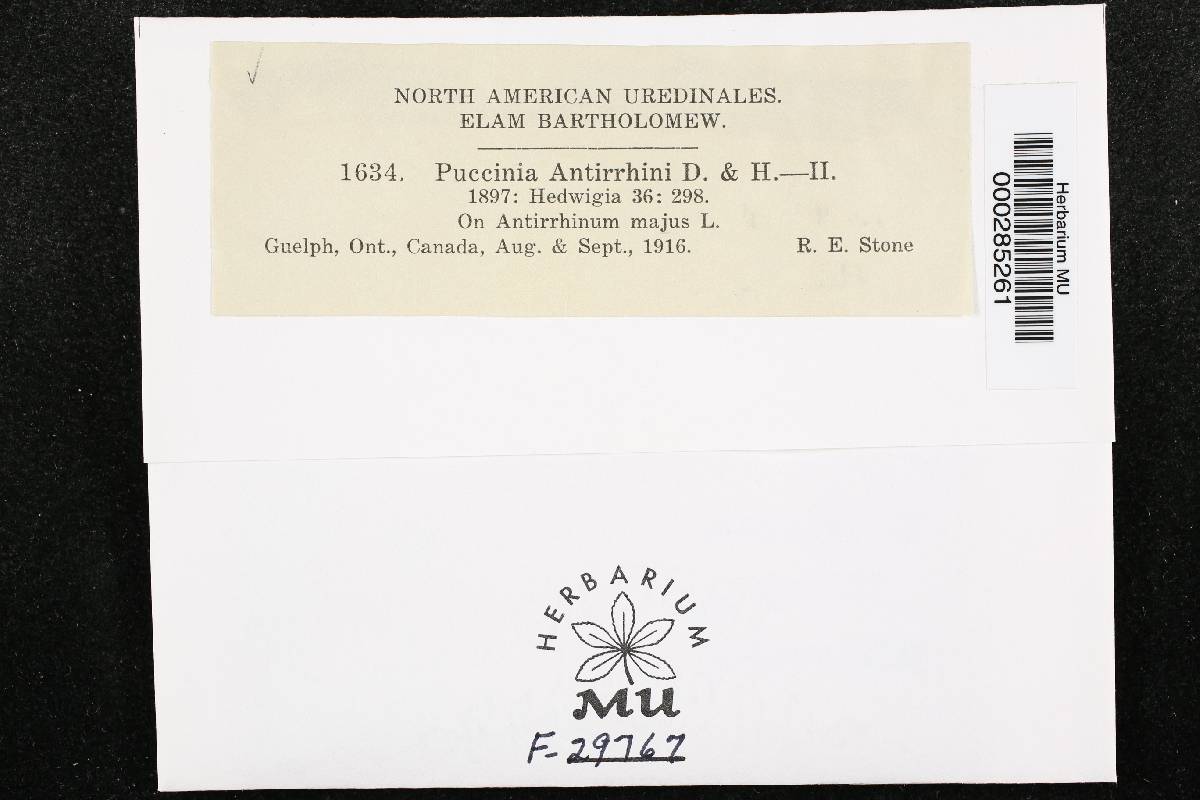 NORTH AMERICAN UREDINALES.
ELAM BARTHOLOMEW.
1634. Puccinia Antirrhini D. & H.—II.
1897: Hedwigia 36: 298.
On Antirrhinum majus L.
Guelph, Ont., Canada, Aug. & Sept., 1916. R. E. Stone
Herbarium MU
000285261
HERBARIUM
MU
F-29767